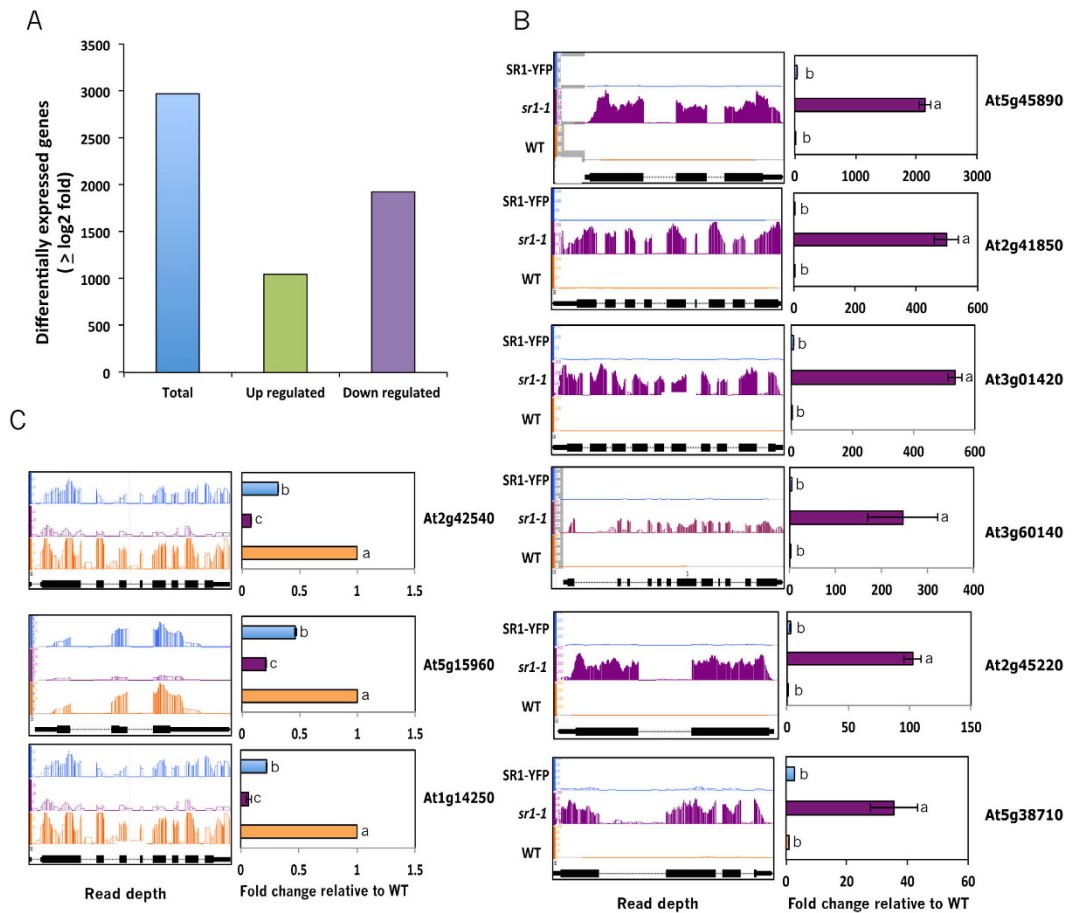 A
Differentially expressed genes
( ≥ log2 fold)
3500
3000
2500
2000
1500
1000
500
0
Total
Up regulated
Down regulated
B
SR1-YFP
sr1-1
WT
b
a
b
0
1000
2000
3000
At5g45890
SR1-YFP
sr1-1
WT
b
a
b
0
200
400
600
At2g41850
SR1-YFP
sr1-1
WT
b
a
b
0
200
400
600
At3g01420
SR1-YFP
sr1-1
WT
1
b
a
b
0
100
200
300
400
At3g60140
SR1-YFP
sr1-1
WT
b
a
b
0
50
100
150
At2g45220
SR1-YFP
sr1-1
WT
b
a
b
0
20
40
60
At5g38710
Read depth
Fold change relative to WT
C
b
c
a
0
0.5
1
1.5
At2g42540
b
c
a
0
0.5
1
1.5
At5g15960
b
c
a
0
0.5
1
1.5
At1g14250
Read depth
Fold change relative to WT